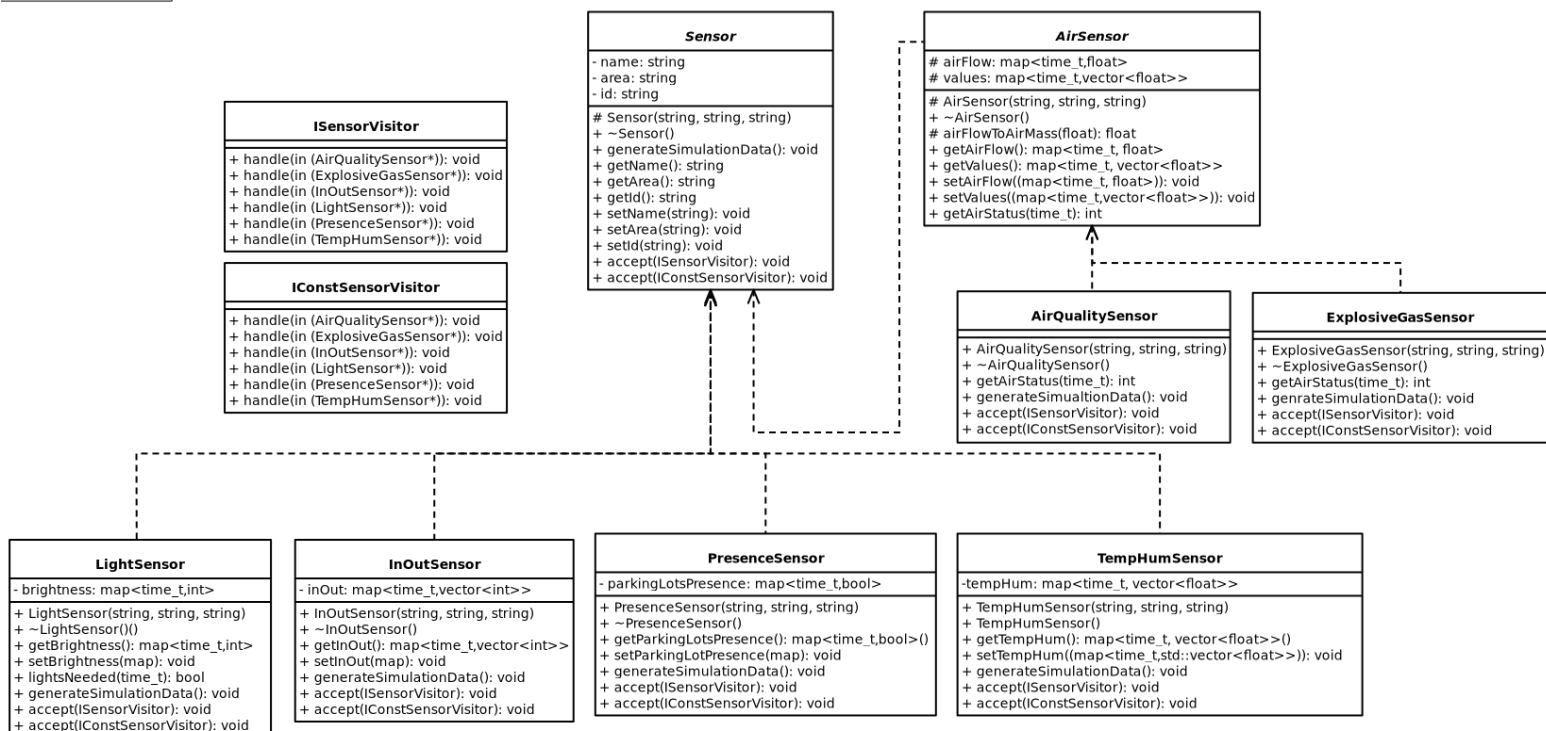 Sensor
- name: string
- area: string
- id: string
# Sensor(string, string, string)
+ ~Sensor()
+ generateSimulationData(): void
+ getName(): string
+ getArea(): string
+ getId(): string
+ setName(string): void
+ setArea(string): void
+ setId(string): void
+ accept(ISensorVisitor): void
+ accept(IConstSensorVisitor): void
AirSensor
# airFlow: map<time_t,float>
# values: map<time_t,vector<float>>
# AirSensor(string, string, string)
+ ~AirSensor()
# airFlowToAirMass(float): float
+ getAirFlow(): map<time_t, float>
+ getValues(): map<time_t, vector<float>>
+ setAirFlow((map<time_t, float>)): void
+ setValues((map<time_t,vector<float>>)): void
+ getAirStatus(time_t): int
ISensorVisitor
+ handle(in (AirQualitySensor*)): void
+ handle(in (ExplosiveGasSensor*)): void
+ handle(in (InOutSensor*)): void
+ handle(in (LightSensor*)): void
+ handle(in (PresenceSensor*)): void
+ handle(in (TempHumSensor*)): void
IConstSensorVisitor
+ handle(in (AirQualitySensor*)): void
+ handle(in (ExplosiveGasSensor*)): void
+ handle(in (InOutSensor*)): void
+ handle(in (LightSensor*)): void
+ handle(in (PresenceSensor*)): void
+ handle(in (TempHumSensor*)): void
AirQualitySensor
+ AirQualitySensor(string, string, string)
+ ~AirQualitySensor()
+ getAirStatus(time_t): int
+ generateSimualtionData(): void
+ accept(ISensorVisitor): void
+ accept(IConstSensorVisitor): void
ExplosiveGasSensor
+ ExplosiveGasSensor(string, string, string)
+ ~ExplosiveGasSensor()
+ getAirStatus(time_t): int
+ genrateSimulationData(): void
+ accept(ISensorVisitor): void
+ accept(IConstSensorVisitor): void
LightSensor
- brightness: map<time_t,int>
+ LightSensor(string, string, string)
+ ~LightSensor()()
+ getBrightness(): map<time_t,int>
+ setBrightness(map): void
+ lightsNeeded(time_t): bool
+ generateSimulationData(): void
+ accept(ISensorVisitor): void
+ accept(IConstSensorVisitor): void
InOutSensor
- inOut: map<time_t,vector<int>>
+ InOutSensor(string, string, string)
+ ~InOutSensor()
+ getInOut(): map<time_t,vector<int>>
+ setInOut(map): void
+ generateSimulationData(): void
+ accept(ISensorVisitor): void
+ accept(IConstSensorVisitor): void
PresenceSensor
- parkingLotsPresence: map<time_t,bool>
+ PresenceSensor(string, string, string)
+ ~PresenceSensor()
+ getParkingLotsPresence(): map<time_t,bool>()
+ setParkingLotPresence(map): void
+ generateSimulationData(): void
+ accept(ISensorVisitor): void
+ accept(IConstSensorVisitor): void
TempHumSensor
-tempHum: map<time_t, vector<float>>
+ TempHumSensor(string, string, string)
+ TempHumSensor()
+ getTempHum(): map<time_t, vector<float>>()
+ setTempHum((map<time_t,std::vector<float>>)): void
+ generateSimulationData(): void
+ accept(ISensorVisitor): void
+ accept(IConstSensorVisitor): void